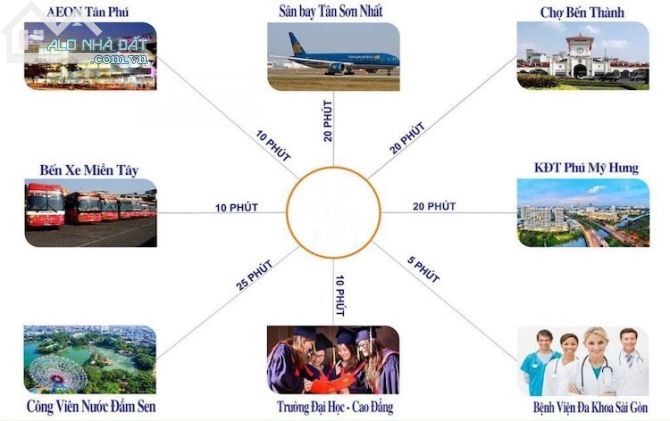 AEON Tân Phú
Sân bay Tân Sơn Nhất
Chợ Bến Thành
ALO NHÀ ĐẤT
.com.vn
10 PHÚT
20 PHÚT
20 PHÚT
Bến Xe Miền Tây
KĐT Phú Mỹ Hưng
10 PHÚT
20 PHÚT
25 PHÚT
10 PHÚT
5 PHÚT
Công Viên Nước Đầm Sen
Trường Đại Học - Cao Đẳng
Bệnh Viện Đa Khoa Sài Gòn